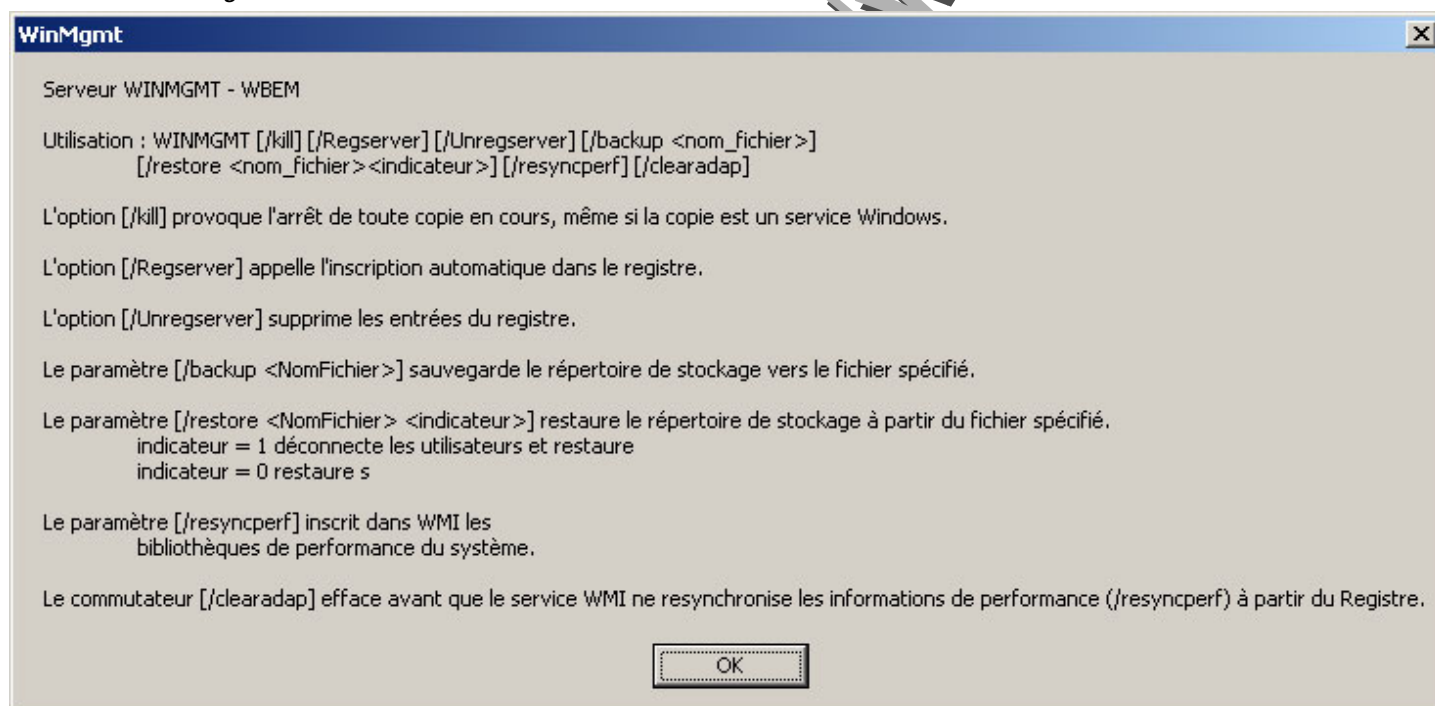 WinMgmt
Serveur WINMGMT - WBEM
Utilisation : WINMGMT [/kill] [/Regserver] [/Unregserver] [/backup <nom_fichier>]
[/restore <nom_fichier><indicateur>] [/resyncperf] [/clearadap]
L'option [/kill] provoque l'arrêt de toute copie en cours, même si la copie est un service Windows.
L'option [/Regserver] appelle l'inscription automatique dans le registre.
L'option [/Unregserver] supprime les entrées du registre.
Le paramètre [/backup <NomFichier>] sauvegarde le répertoire de stockage vers le fichier spécifié.
Le paramètre [/restore <NomFichier> <indicateur>] restaure le répertoire de stockage à partir du fichier spécifié.
indicateur = 1 déconnecte les utilisateurs et restaure
indicateur = 0 restaure s
Le paramètre [/resyncperf] inscrit dans WMI les
bibliothèques de performance du système.
Le commutateur [/clearadap] efface avant que le service WMI ne resynchronise les informations de performance (/resyncperf) à partir du Registre.
OK